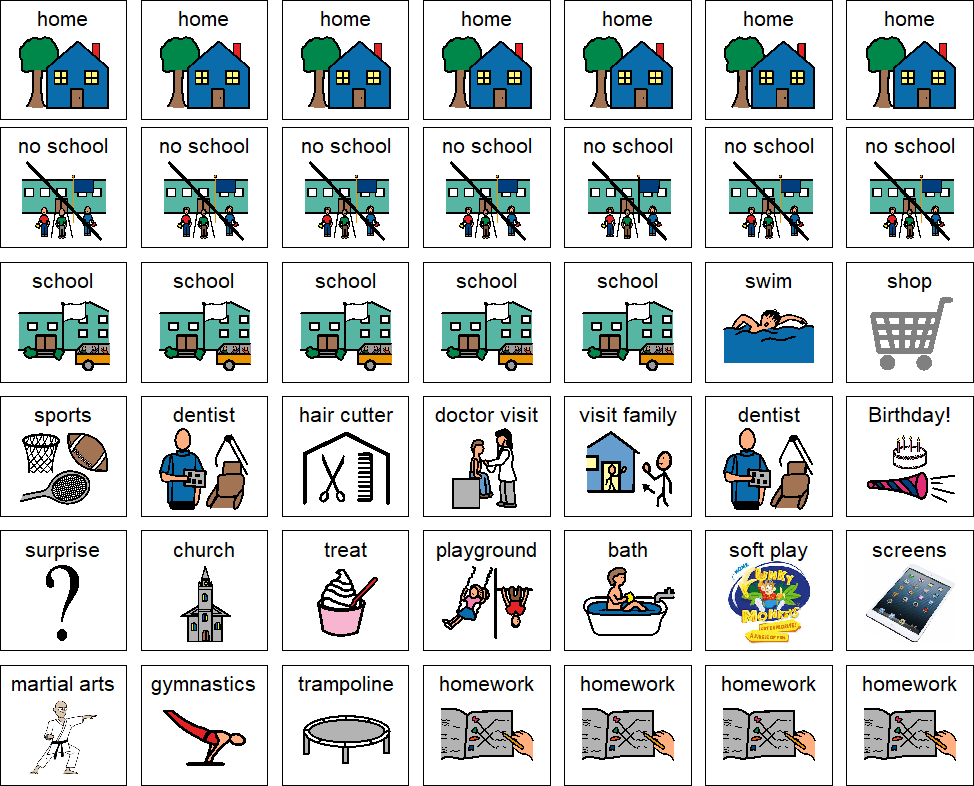 home home home home home home home
no school no school no school no school no school no school no school
school school school school school swim shop
sports dentist hair cutter doctor visit visit family dentist Birthday!
surprise church treat playground bath soft play screens
?
FUNKY
MONKEYS
martial arts gymnastics trampoline homework homework homework homework